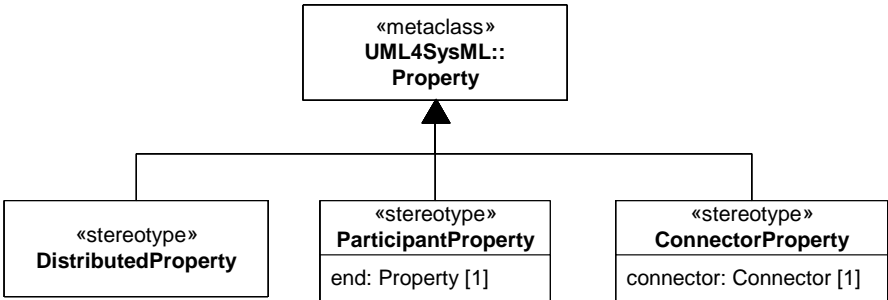 «metaclass»
UML4SysML::
Property
«stereotype»
DistributedProperty
«stereotype»
ParticipantProperty
end: Property [1]
«stereotype»
ConnectorProperty
connector: Connector [1]